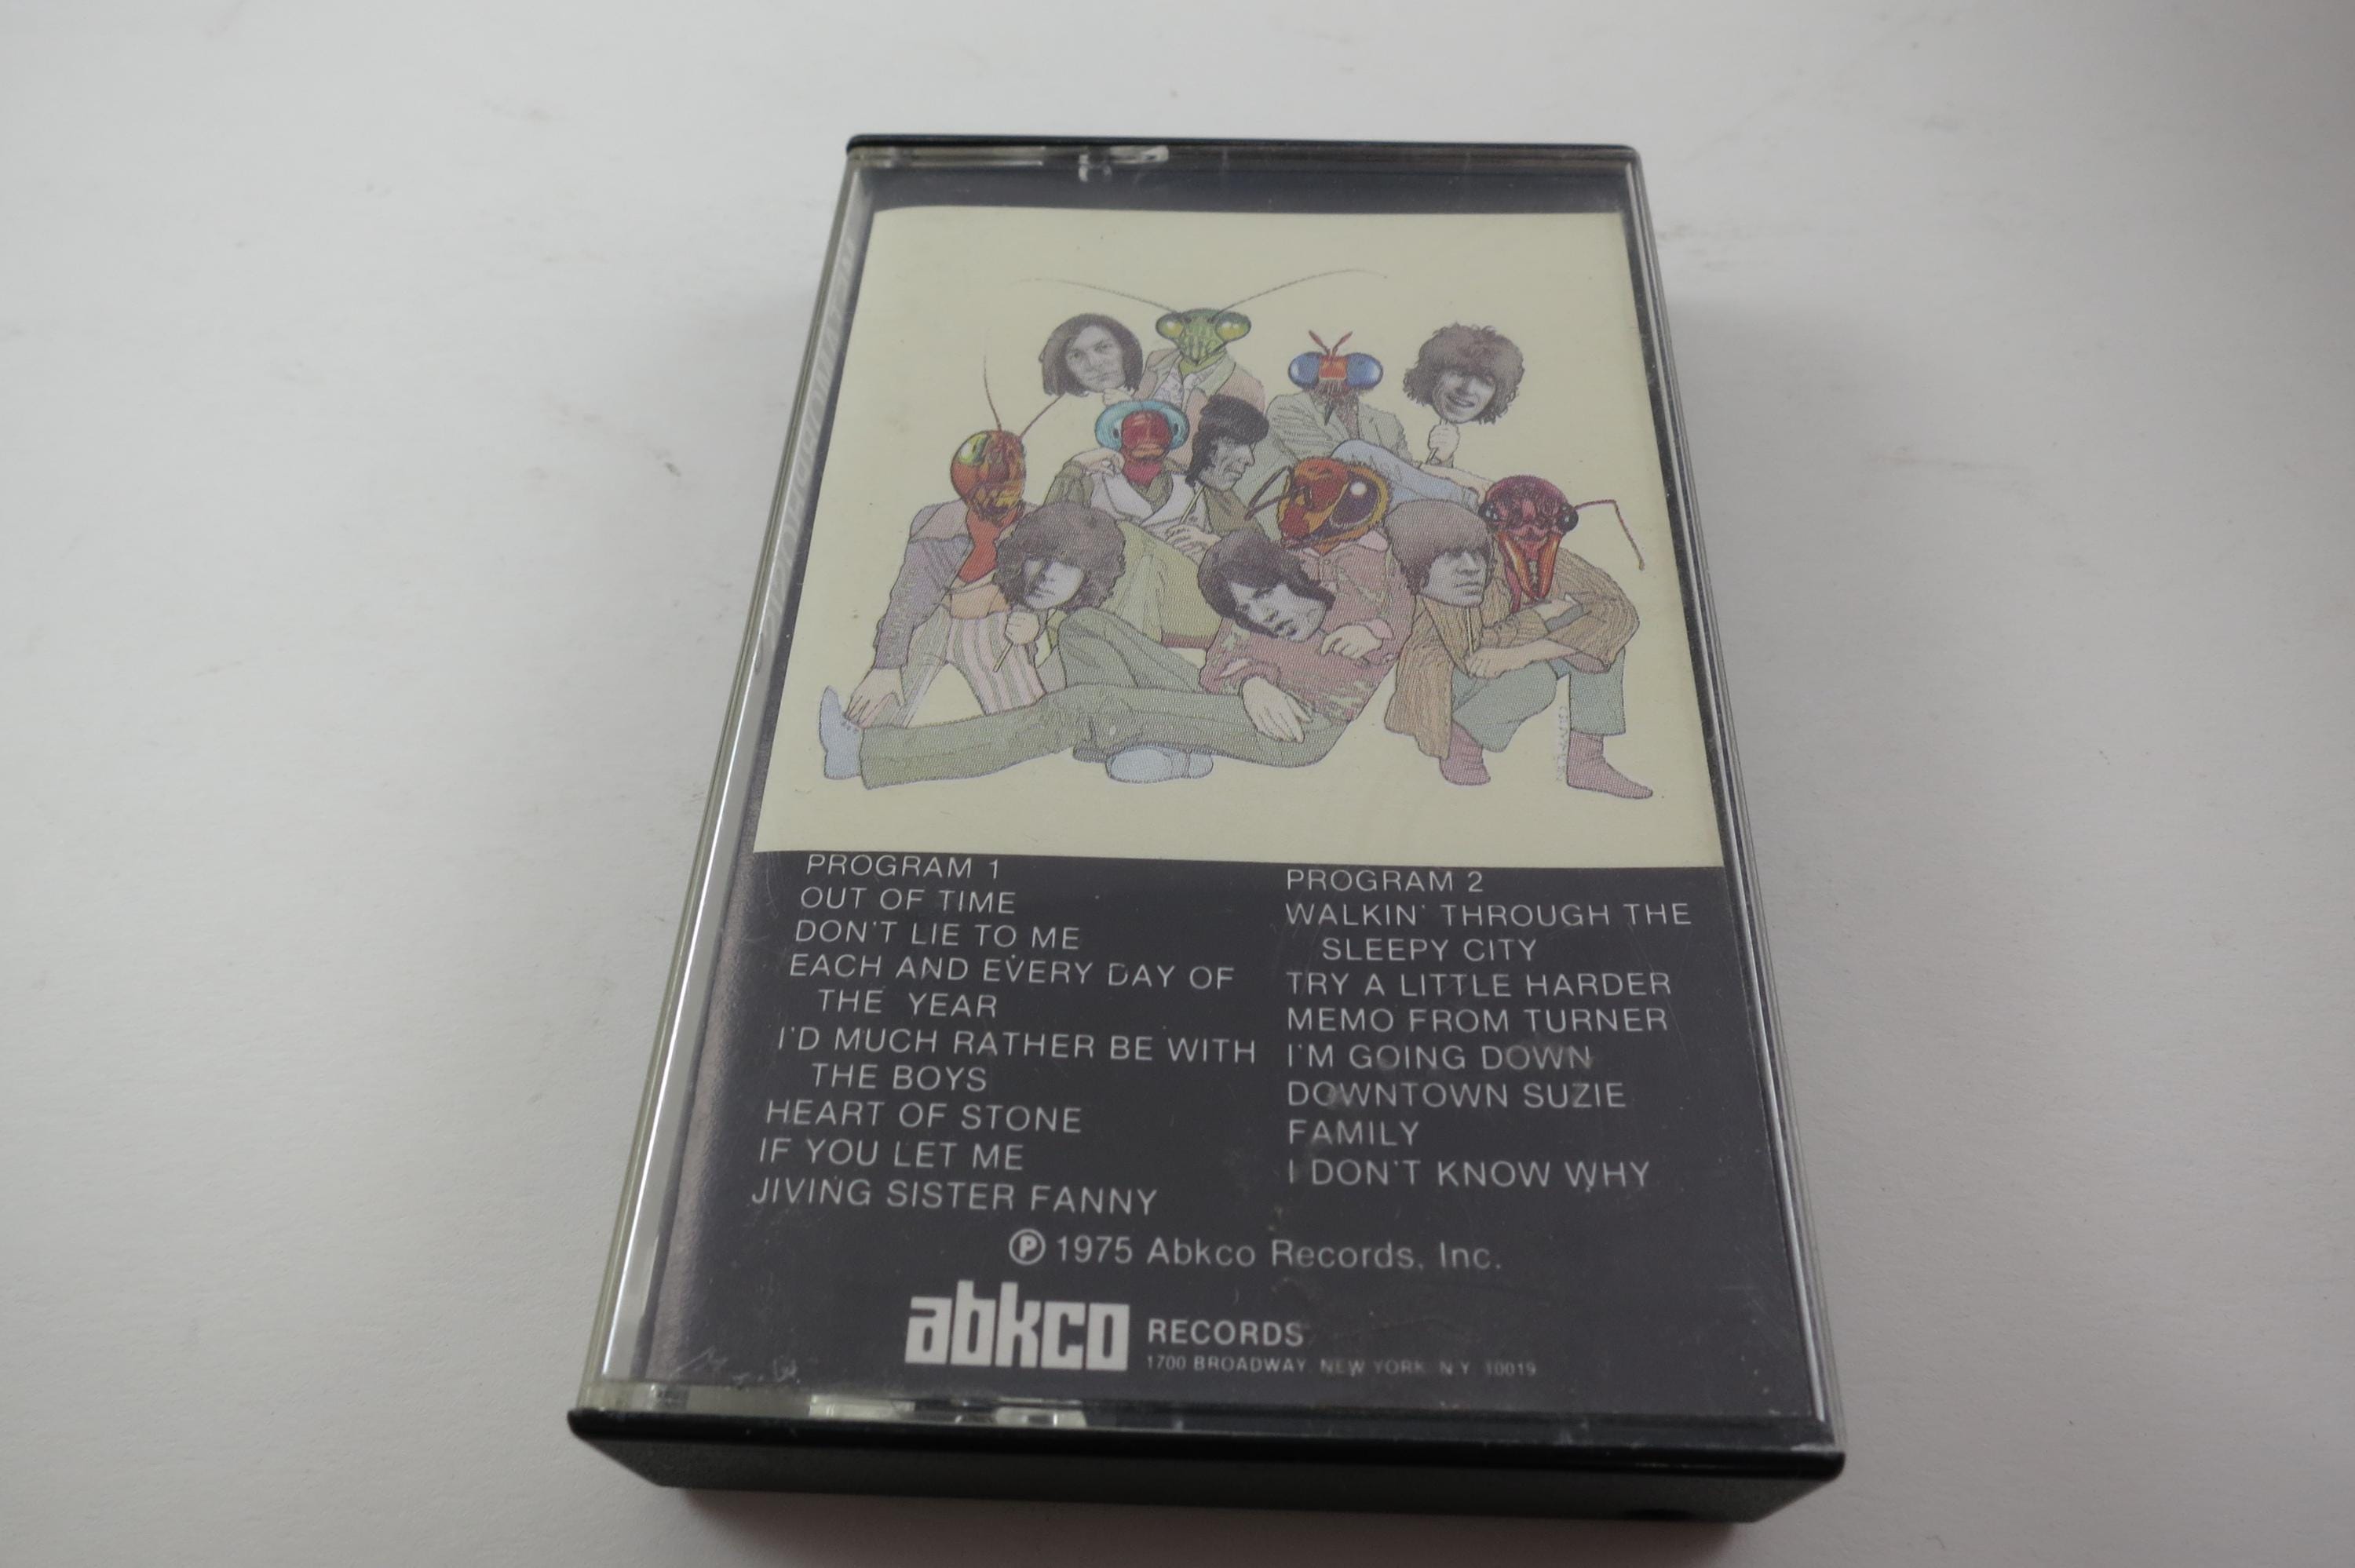 PROGRAM 1
OUT OF TIME
DON'T LIE TO ME
EACH AND EVERY DAY OF
THE YEAR
I'D MUCH RATHER BE WITH
THE BOYS
HEART OF STONE
IF YOU LET ME
JIVING SISTER FANNY
PROGRAM 2
WALKIN' THROUGH THE
SLEEPY CITY
TRY A LITTLE HARDER
MEMO FROM TURNER
I'M GOING DOWN
DOWNTOWN SUZIE
FAMILY
I DON'T KNOW WHY
℗ 1975 Abkco Records, Inc.
abkco RECORDS
1700 BROADWAY, NEW YORK, N.Y. 10019